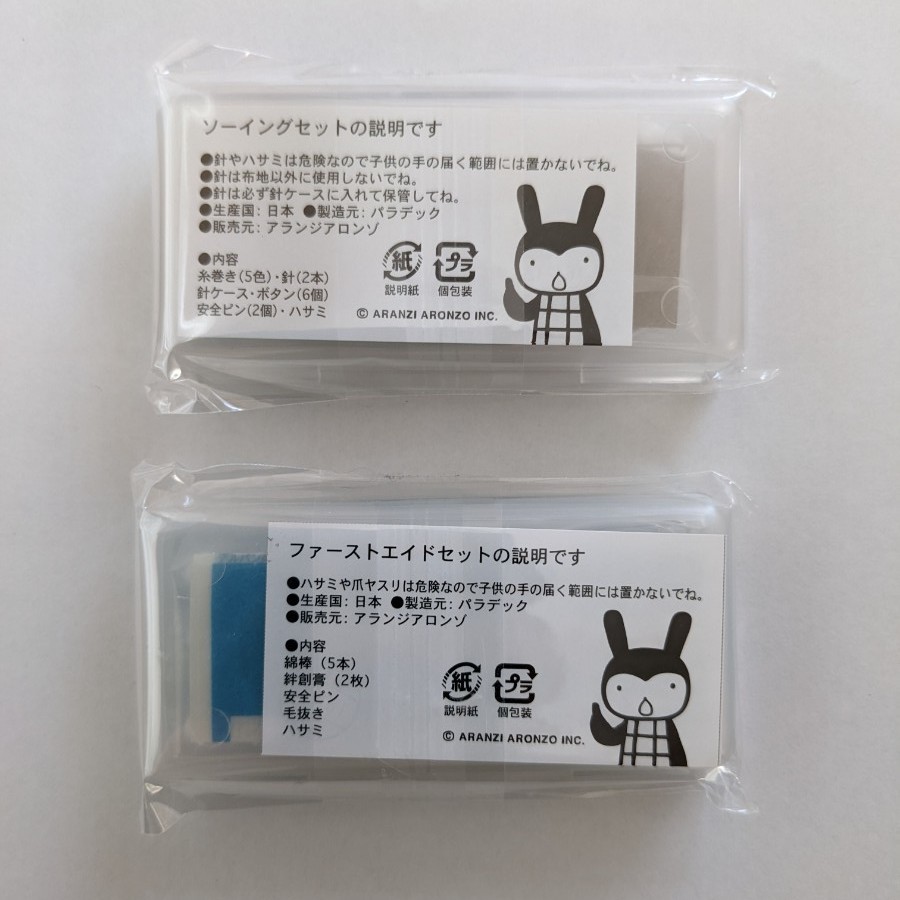 ソーイングセットの説明です
●針やハサミは危険なので子供の手の届く範囲には置かないでね。
●針は布地以外に使用しないでね。
●針は必ず針ケースに入れて保管してね。
●生産国: 日本 ●製造元: パラデック
●販売元: アランジアロンゾ
●内容
糸巻き(5色)・針(2本)
針ケース・ボタン(6個)
安全ピン(2個)・ハサミ
紙 プラ
説明紙 個包装
© ARANZI ARONZO INC.
ファーストエイドセットの説明です
●ハサミや爪ヤスリは危険なので子供の手の届く範囲には置かないでね。
●生産国: 日本 ●製造元: パラデック
●販売元: アランジアロンゾ
●内容
綿棒(5本)
絆創膏(2枚)
安全ピン
毛抜き
ハサミ
紙 プラ
説明紙 個包装
© ARANZI ARONZO INC.